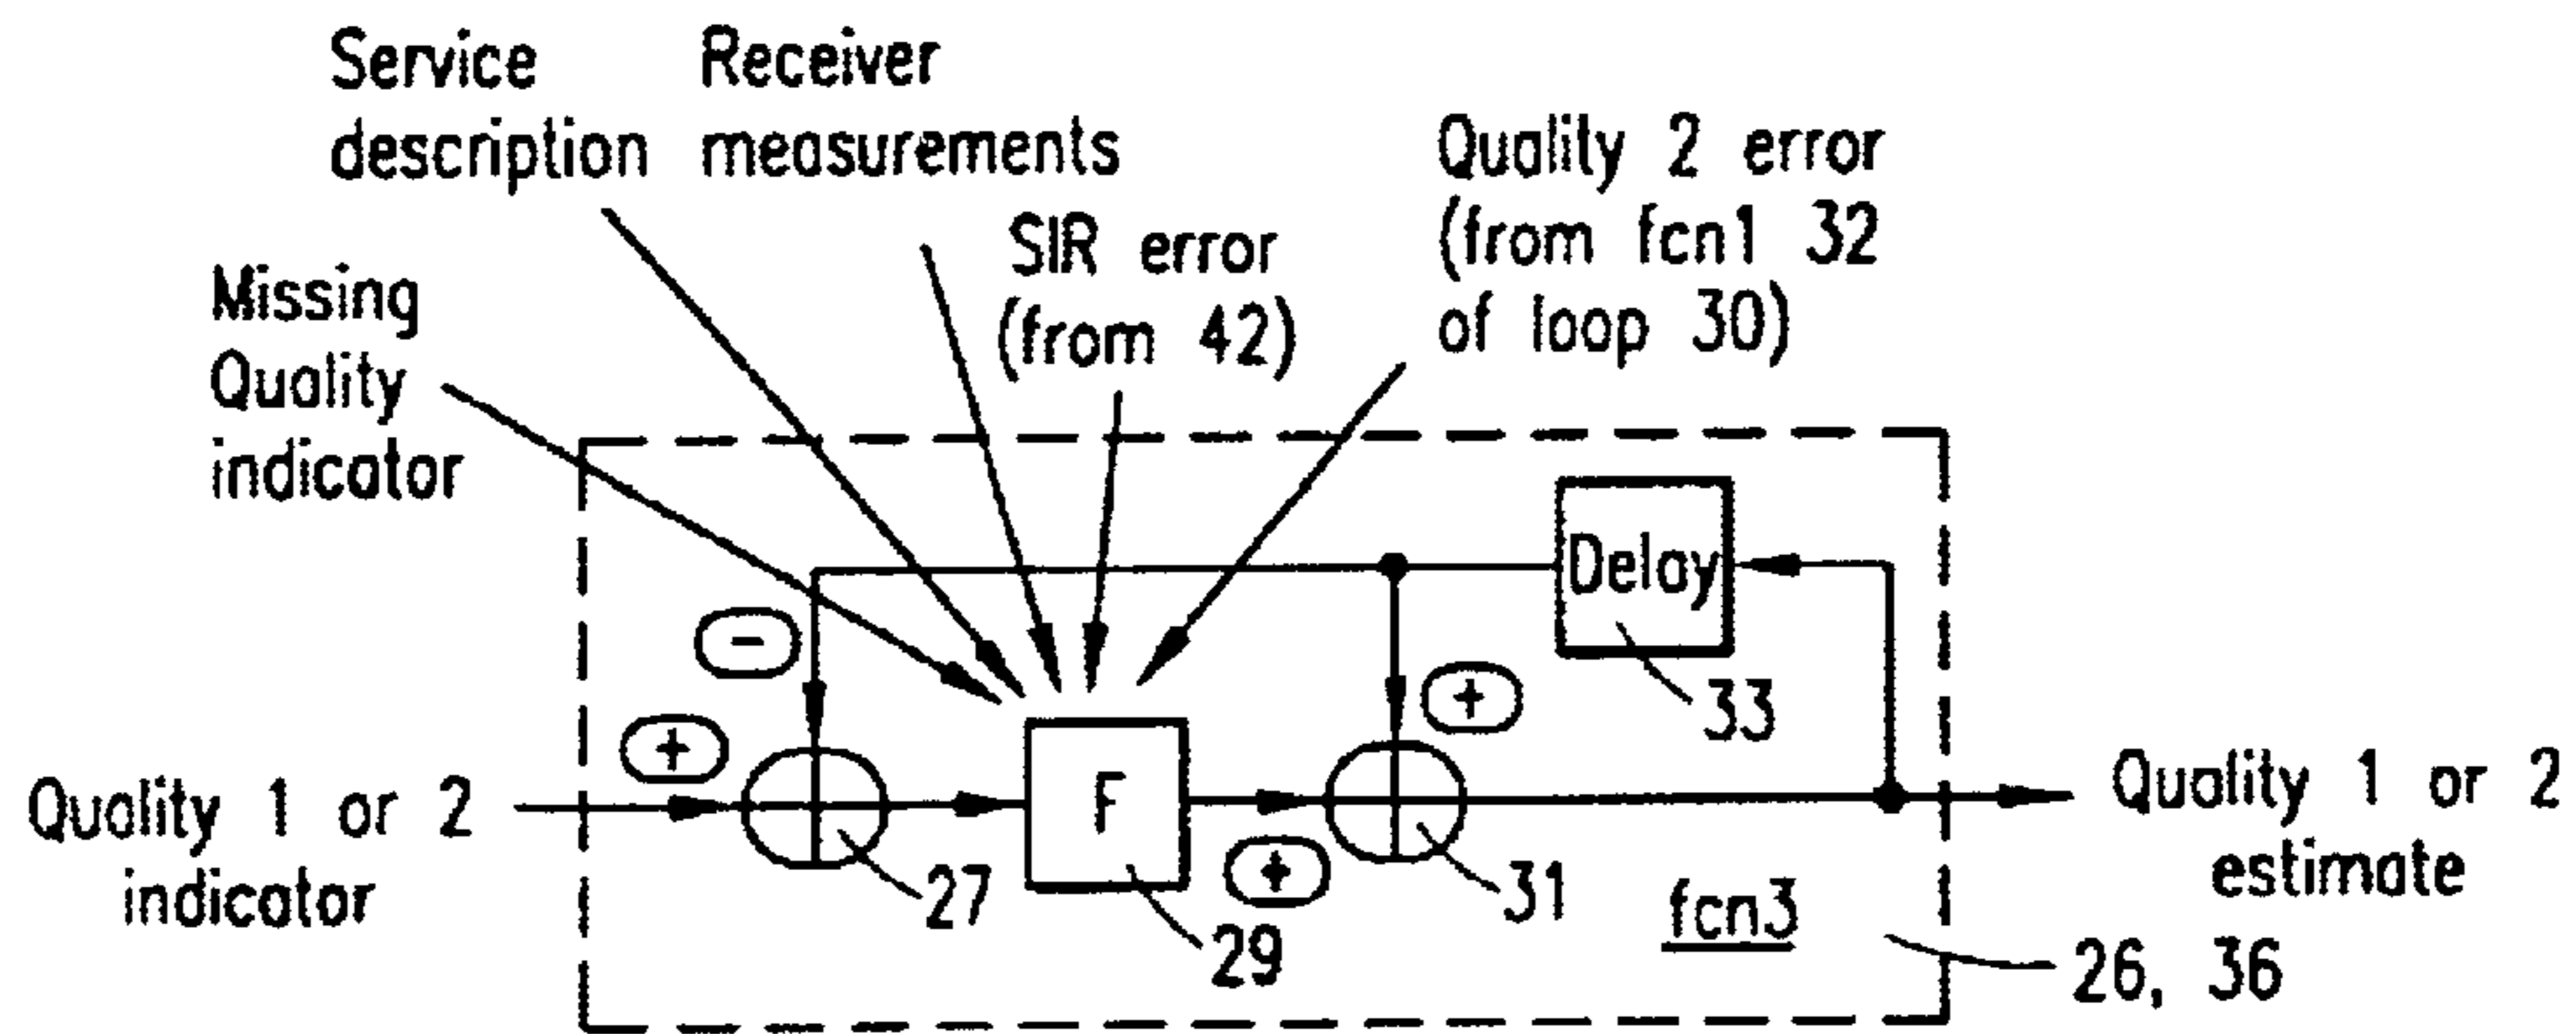 Service
description
Receiver
measurements
Missing
Quality
indicator
SIR error
(from 42)
Quality 2 error
(from fcn1 32
of loop 30)
Delay
33
-
+
+
+
Quality 1 or 2
indicator
27
F
29
31
fcn3
26, 36
Quality 1 or 2
estimate